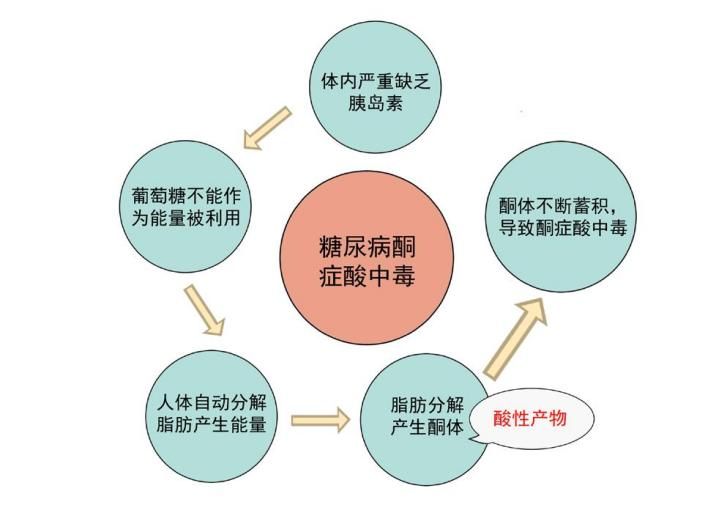 体内严重缺乏
胰岛素
葡萄糖不能作
为能量被利用
糖尿病酮
症酸中毒
酮体不断蓄积，
导致酮症酸中毒
人体自动分解
脂肪产生能量
脂肪分解
产生酮体
酸性产物